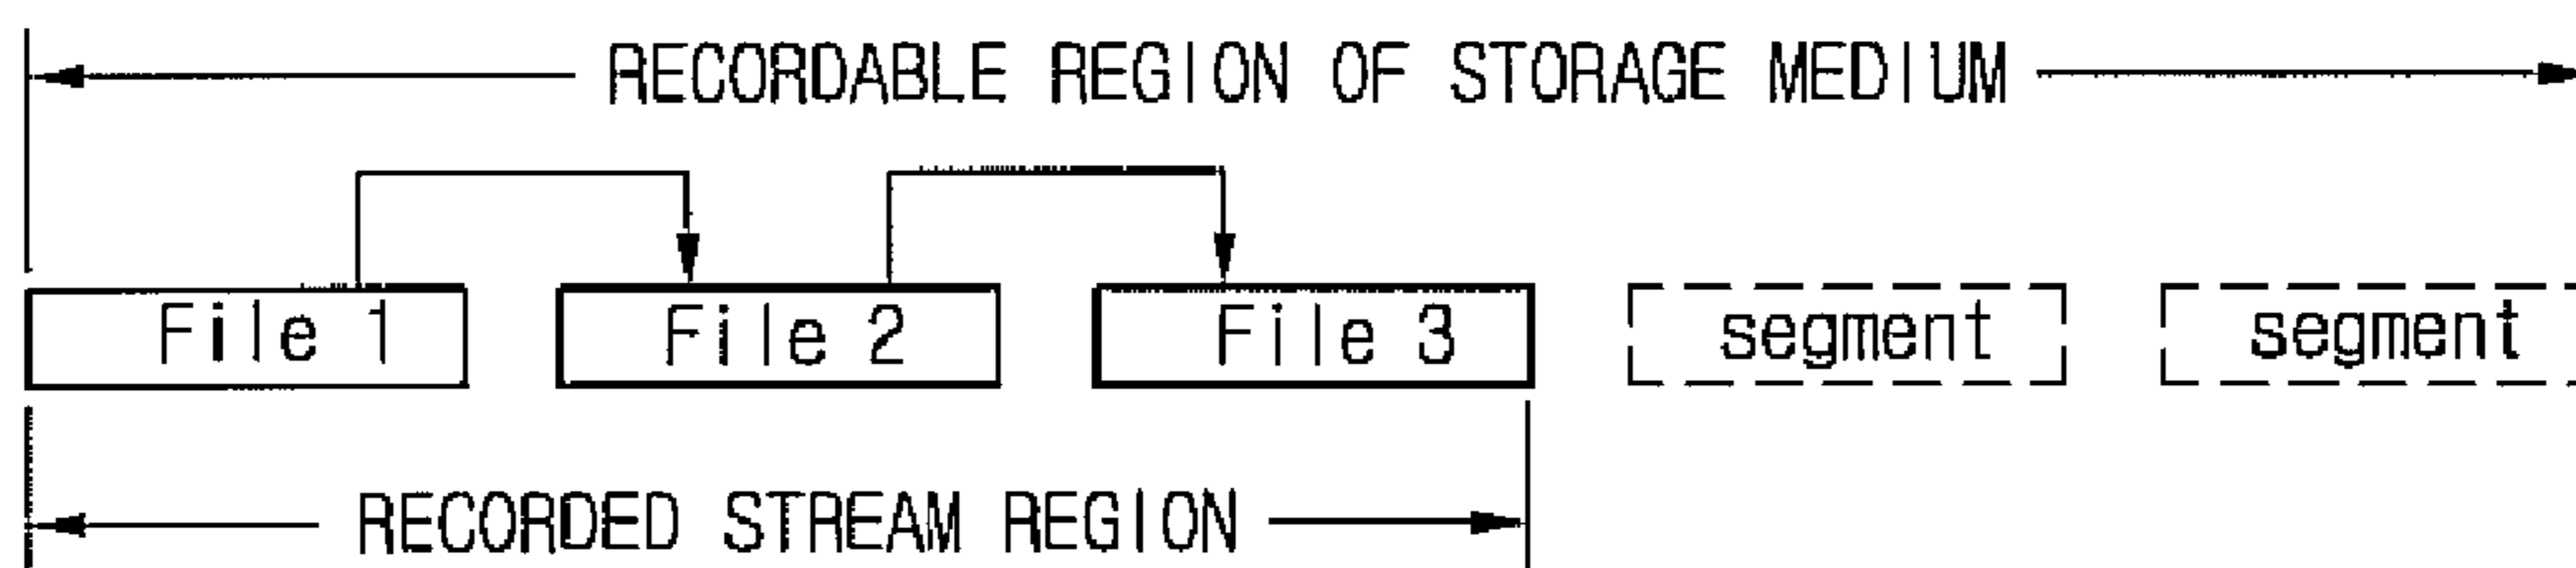 RECORDABLE REGION OF STORAGE MEDIUM
File 1 File 2 File 3 segment segment
RECORDED STREAM REGION